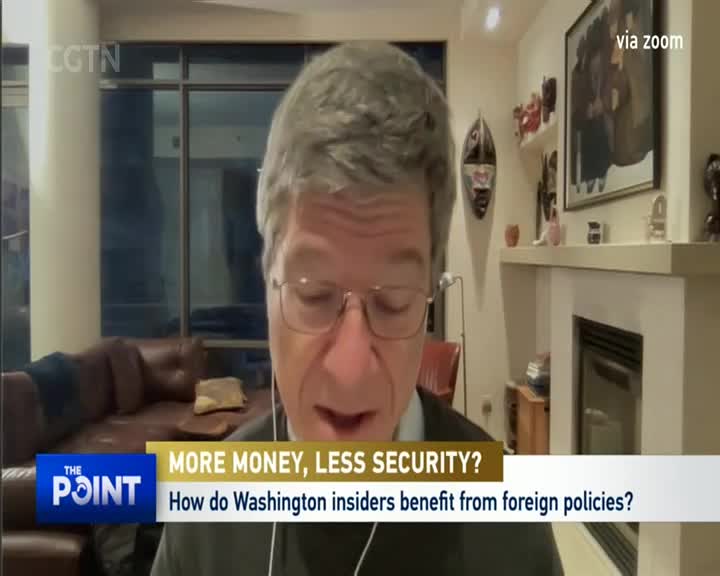 CGTN
via zoom
MORE MONEY, LESS SECURITY?
THE
POINT
How do Washington insiders benefit from foreign policies?